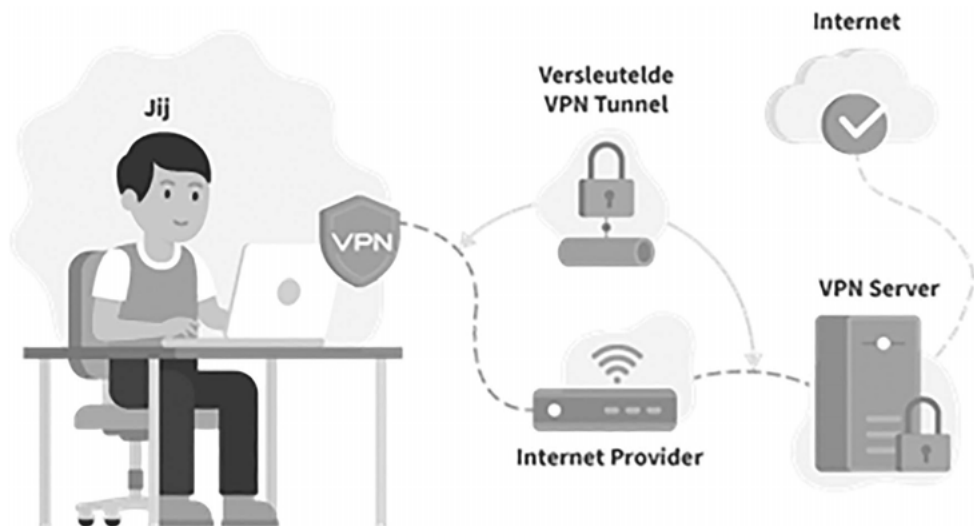 Jij
VPN
Versleutelde
VPN Tunnel
Internet
VPN Server
Internet Provider